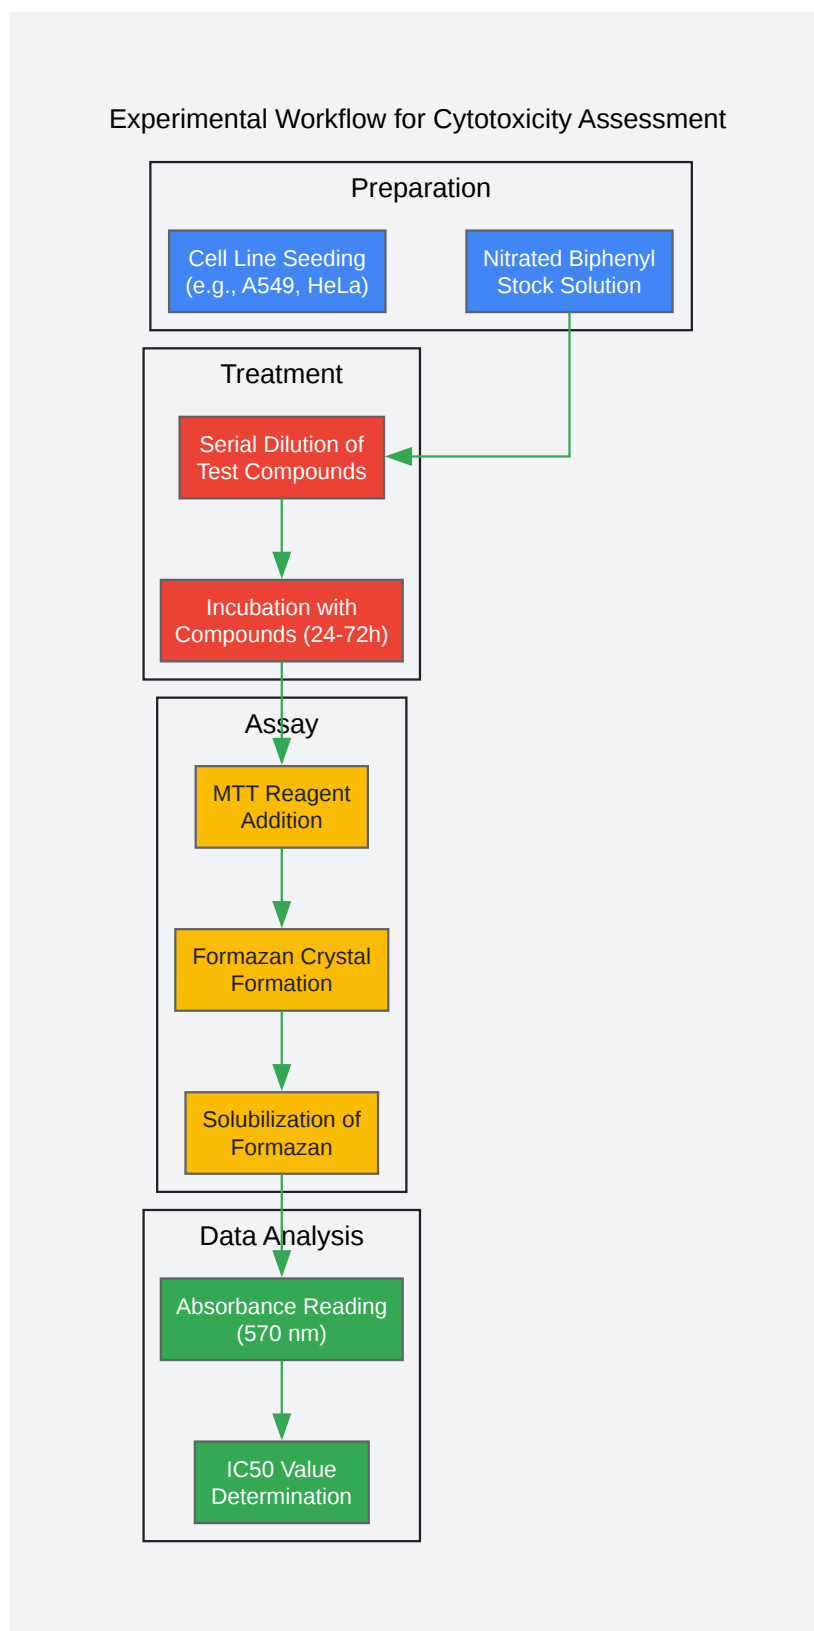 Experimental Workflow for Cytotoxicity Assessment
Preparation
Cell Line Seeding
(e.g., A549, HeLa)
Nitrated Biphenyl
Stock Solution
Treatment
Serial Dilution of
Test Compounds
Incubation with
Compounds (24-72h)
Assay
MTT Reagent
Addition
Formazan Crystal
Formation
Solubilization of
Formazan
Data Analysis
Absorbance Reading
(570 nm)
IC50 Value
Determination